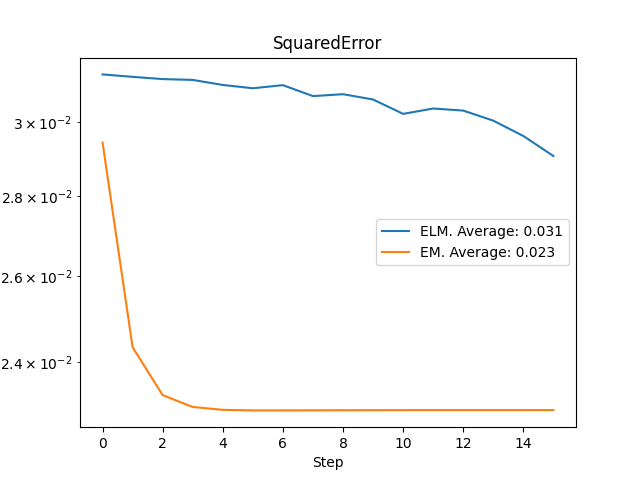 SquaredError
3 × 10⁻²
2.8 × 10⁻²
2.6 × 10⁻²
2.4 × 10⁻²
ELM. Average: 0.031
EM. Average: 0.023
0 2 4 6 8 10 12 14
Step